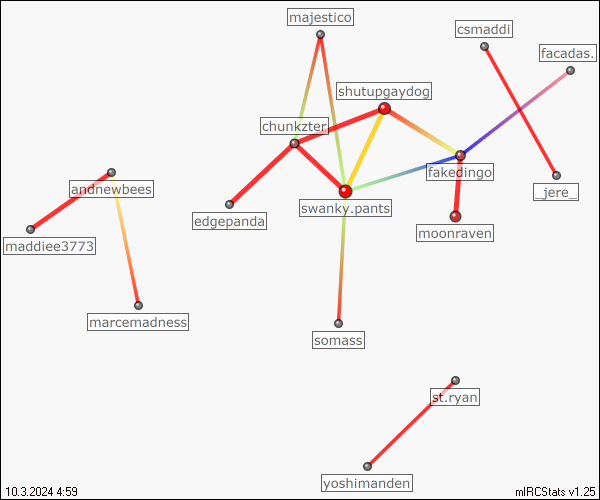 majestico
csmaddi
facadas.
shutupgaydog
chunkzter
fakedingo
andnewbees
_jere_
swanky.pants
edgepanda
moonraven
maddiee3773
marcemadness
somass
st.ryan
yoshimanden
10.3.2024 4:59
mIRCStats v1.25